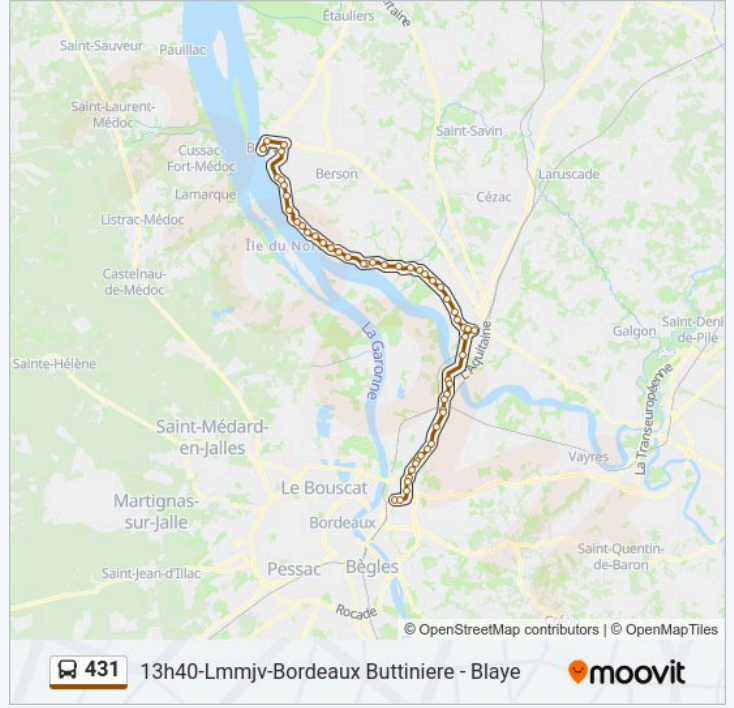 Étauliers
Saint-Sauveur
Pauillac
Saint-Laurent-
Médoc
Saint-Savin
Cussac-
Fort-Médoc
Berson
Laruscade
Lamarque
Cézac
Listrac-Médoc
Île du Nord
Castelnau-
de-Médoc
La Garonne
L'Aquitaine
Galgon
Saint-Deni
de-Pile
Sainte-Hélène
La Transeuropéenne
Saint-Médard-
en-Jalles
Vayres
Le Bouscat
Martignas-
sur-Jalle
Bordeaux
Saint-Quentin-
de-Baron
Saint-Jean-d'Illac
Pessac
Bègles
Rocade
© OpenStreetMap contributors | © OpenMapTiles
431 13h40-Lmmjv-Bordeaux Buttiniere - Blaye moovit